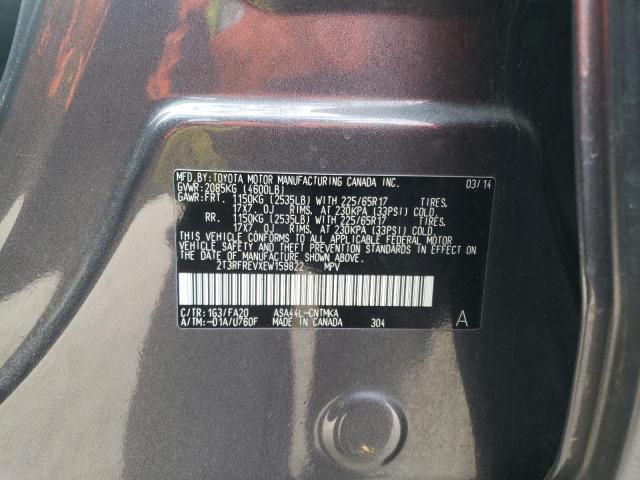 MFD.BY:TOYOTA MOTOR MANUFACTURING CANADA INC. 03/14
GVWR:2085KG (4600LB)
GAWR:FRT. 1150KG (2535LB) WITH 225/65R17 TIRES,
17X7.0J RIMS, AT 230KPA (33PSI) COLD
RR. 1150KG (2535LB) WITH 225/65R17 TIRES,
17X7.0J RIMS, AT 230KPA (33PSI) COLD
THIS VEHICLE CONFORMS TO ALL APPLICABLE FEDERAL MOTOR
VEHICLE SAFETY AND THEFT PREVENTION STANDARDS IN EFFECT ON
THE DATE OF MANUFACTURE SHOWN ABOVE.
2T3RFREVXEW159822 MPV
C/TR:1G3/FA20 ASA44L-CNTMKA
A/TM:-01A/U760F MADE IN CANADA 304 A